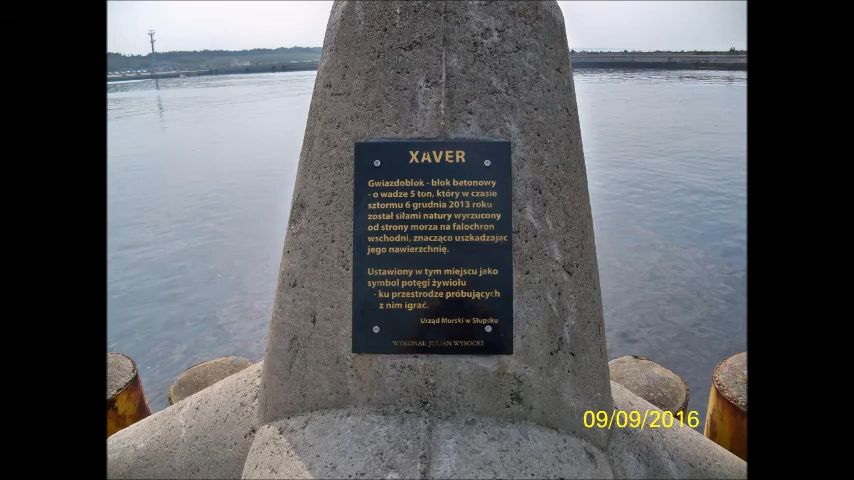 XAVER
Gwiazdoblok - blok betonowy
- o wadze 5 ton, który w czasie
sztormu 6 grudnia 2013 roku
został siłami natury wyrzucony
od strony morza na falochron
wschodni, znacząco uszkadzając
jego nawierzchnię.
Ustawiony w tym miejscu jako
symbol potęgi żywiołu
- ku przestrodze próbujących
z nim igrać.
Urząd Morski w Słupsku
WYKONAŁ: JULIAN WYSOCKI
09/09/2016